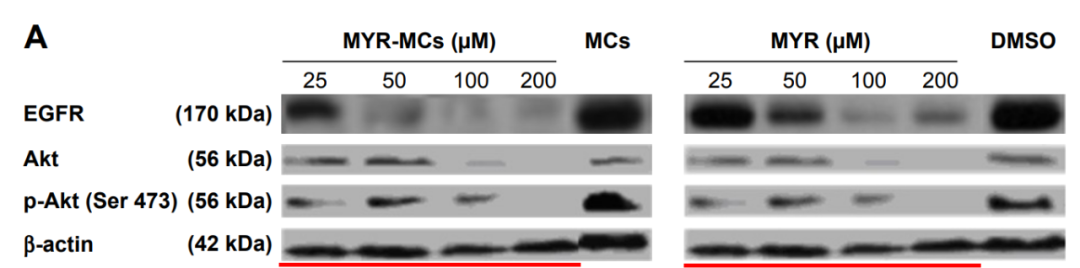 A
MYR-MCs (μM) MCs MYR (μM) DMSO
25 50 100 200 25 50 100 200
EGFR (170 kDa)
Akt (56 kDa)
p-Akt (Ser 473) (56 kDa)
β-actin (42 kDa)